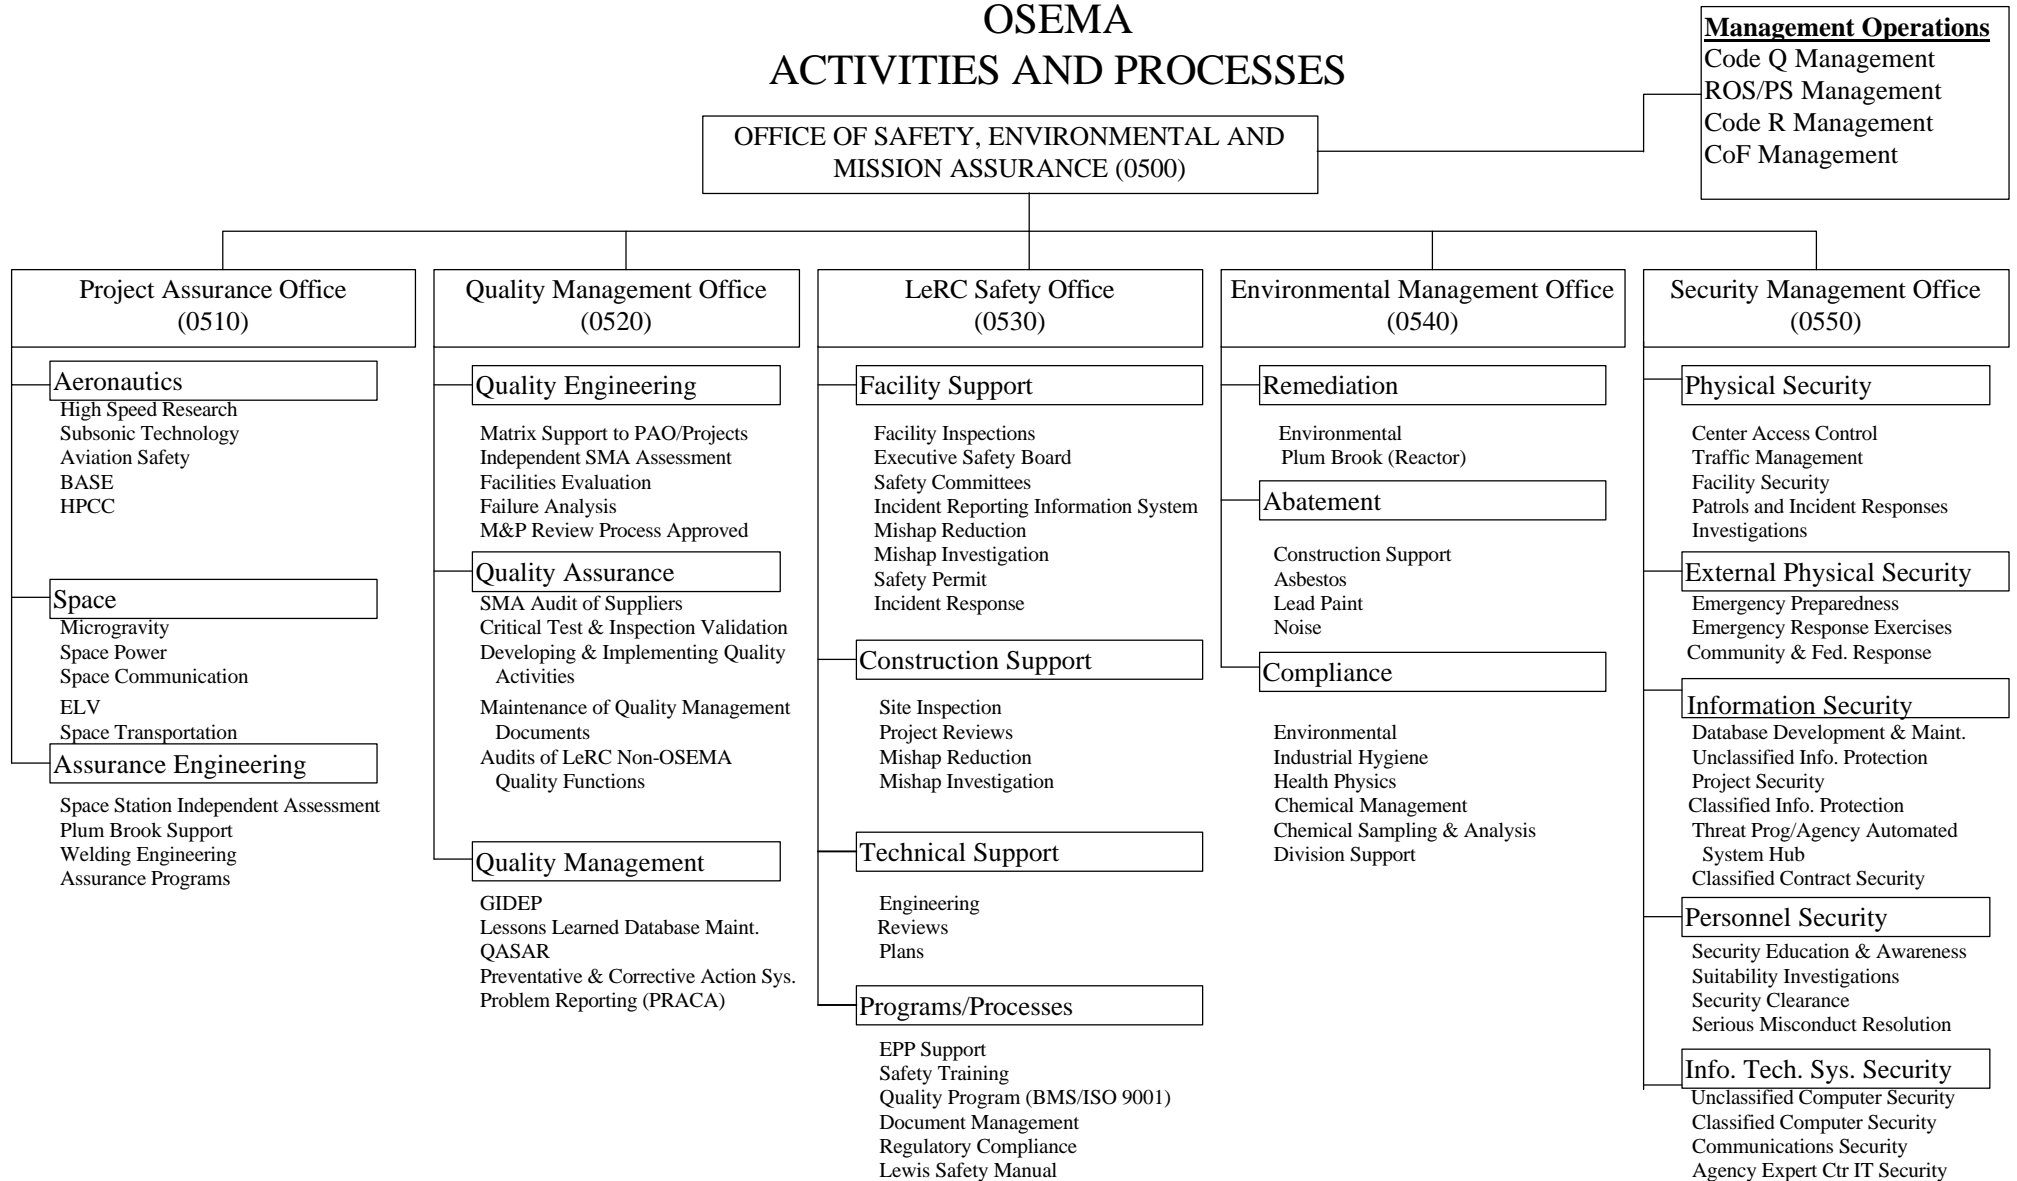 OSEMA
ACTIVITIES AND PROCESSES
Management Operations
Code Q Management
ROS/PS Management
Code R Management
CoF Management
OFFICE OF SAFETY, ENVIRONMENTAL AND
MISSION ASSURANCE (0500)
Project Assurance Office
(0510)
Aeronautics
High Speed Research
Subsonic Technology
Aviation Safety
BASE
HPCC
Space
Microgravity
Space Power
Space Communication
ELV
Space Transportation
Assurance Engineering
Space Station Independent Assessment
Plum Brook Support
Welding Engineering
Assurance Programs
Quality Management Office
(0520)
Quality Engineering
Matrix Support to PAO/Projects
Independent SMA Assessment
Facilities Evaluation
Failure Analysis
M&P Review Process Approved
Quality Assurance
SMA Audit of Suppliers
Critical Test & Inspection Validation
Developing & Implementing Quality
Activities
Maintenance of Quality Management
Documents
Audits of LeRC Non-OSEMA
Quality Functions
Quality Management
GIDEP
Lessons Learned Database Maint.
QASAR
Preventative & Corrective Action Sys.
Problem Reporting (PRACA)
LeRC Safety Office
(0530)
Facility Support
Facility Inspections
Executive Safety Board
Safety Committees
Incident Reporting Information System
Mishap Reduction
Mishap Investigation
Safety Permit
Incident Response
Construction Support
Site Inspection
Project Reviews
Mishap Reduction
Mishap Investigation
Technical Support
Engineering
Reviews
Plans
Programs/Processes
EPP Support
Safety Training
Quality Program (BMS/ISO 9001)
Document Management
Regulatory Compliance
Lewis Safety Manual
Environmental Management Office
(0540)
Remediation
Environmental
Plum Brook (Reactor)
Abatement
Construction Support
Asbestos
Lead Paint
Noise
Compliance
Environmental
Industrial Hygiene
Health Physics
Chemical Management
Chemical Sampling & Analysis
Division Support
Security Management Office
(0550)
Physical Security
Center Access Control
Traffic Management
Facility Security
Patrols and Incident Responses
Investigations
External Physical Security
Emergency Preparedness
Emergency Response Exercises
Community & Fed. Response
Information Security
Database Development & Maint.
Unclassified Info. Protection
Project Security
Classified Info. Protection
Threat Prog/Agency Automated
System Hub
Classified Contract Security
Personnel Security
Security Education & Awareness
Suitability Investigations
Security Clearance
Serious Misconduct Resolution
Info. Tech. Sys. Security
Unclassified Computer Security
Classified Computer Security
Communications Security
Agency Expert Ctr IT Security